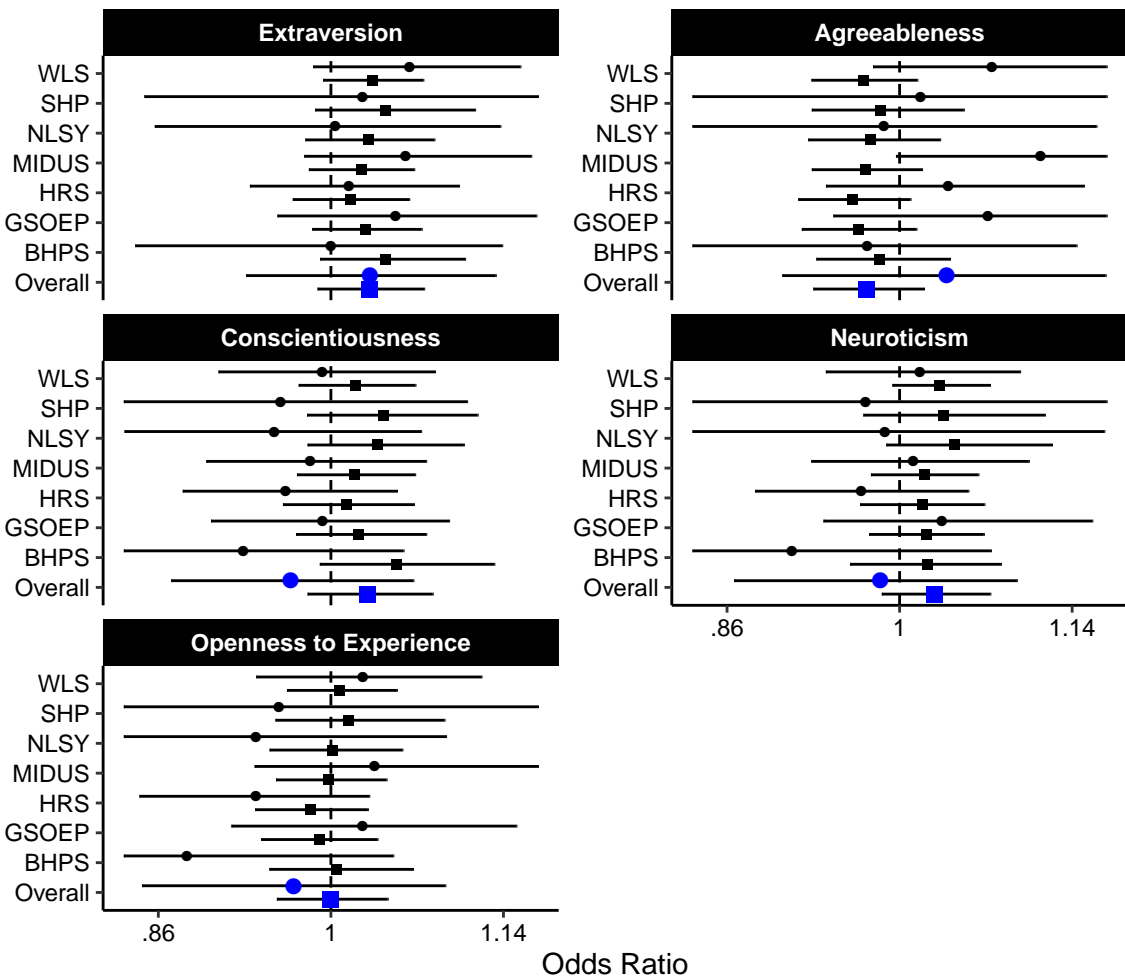 Extraversion
WLS
SHP
NLSY
MIDUS
HRS
GSOEP
BHPS
Overall
Agreeableness
WLS
SHP
NLSY
MIDUS
HRS
GSOEP
BHPS
Overall
Conscientiousness
WLS
SHP
NLSY
MIDUS
HRS
GSOEP
BHPS
Overall
Neuroticism
WLS
SHP
NLSY
MIDUS
HRS
GSOEP
BHPS
Overall
.86 1 1.14
Openness to Experience
WLS
SHP
NLSY
MIDUS
HRS
GSOEP
BHPS
Overall
.86 1 1.14
Odds Ratio